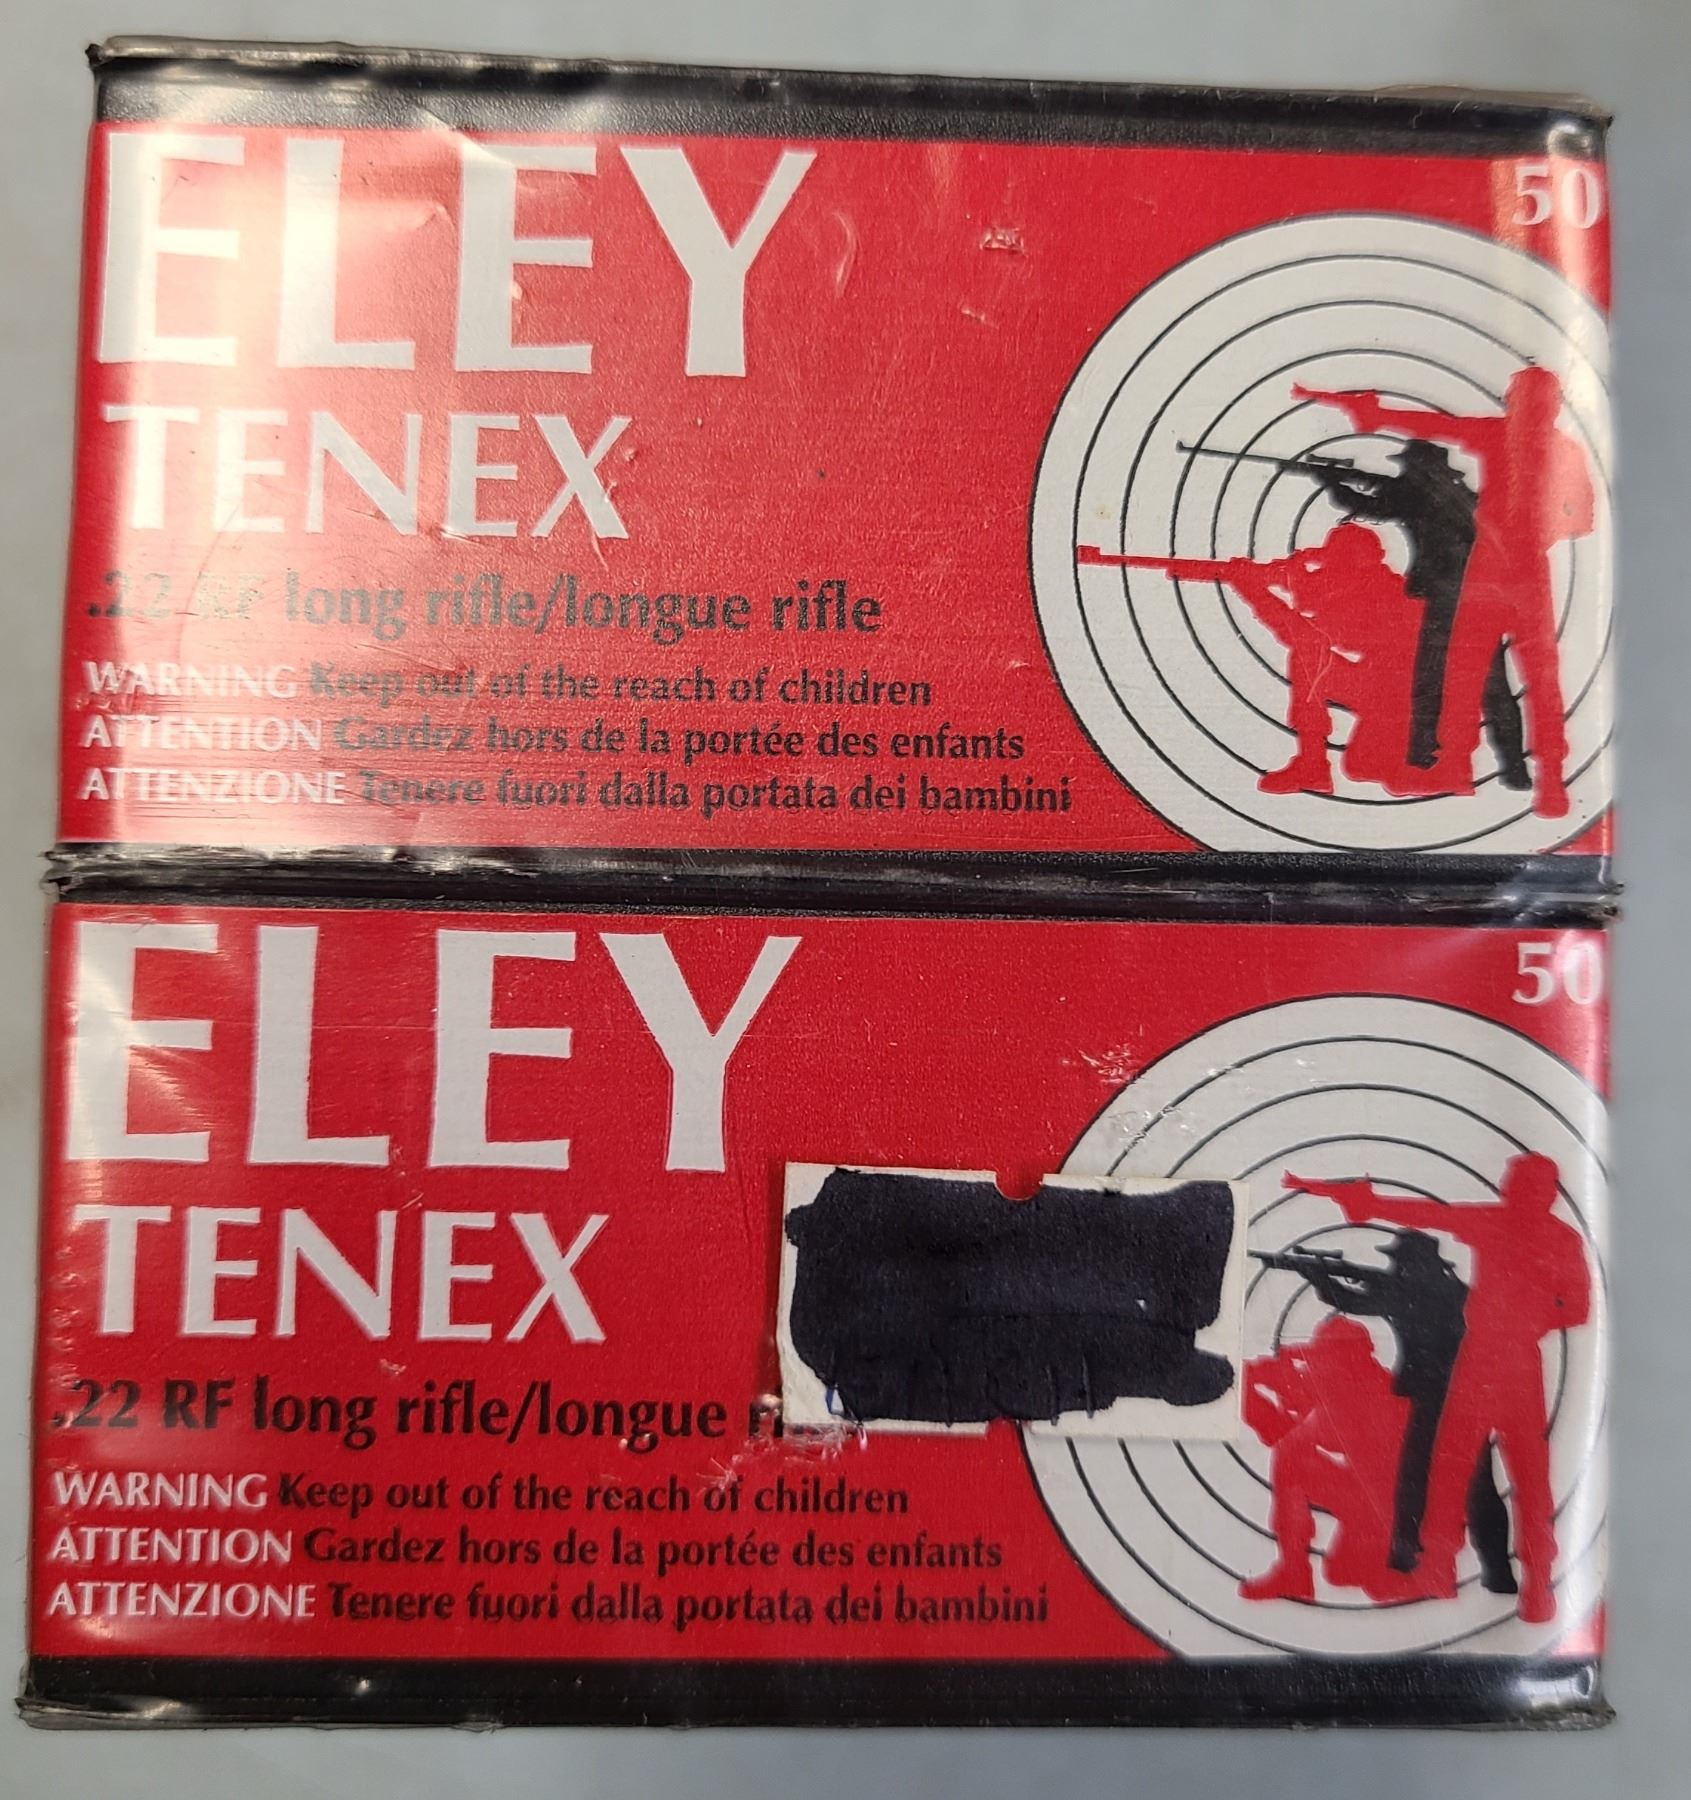 50
ELEY
TENEX
.22 RF long rifle/longue rifle
WARNING Keep out of the reach of children
ATTENTION Gardez hors de la portée des enfants
ATTENZIONE Tenere fuori dalla portata dei bambini
50
ELEY
TENEX
.22 RF long rifle/longue
WARNING Keep out of the reach of children
ATTENTION Gardez hors de la portée des enfants
ATTENZIONE Tenere fuori dalla portata dei bambini